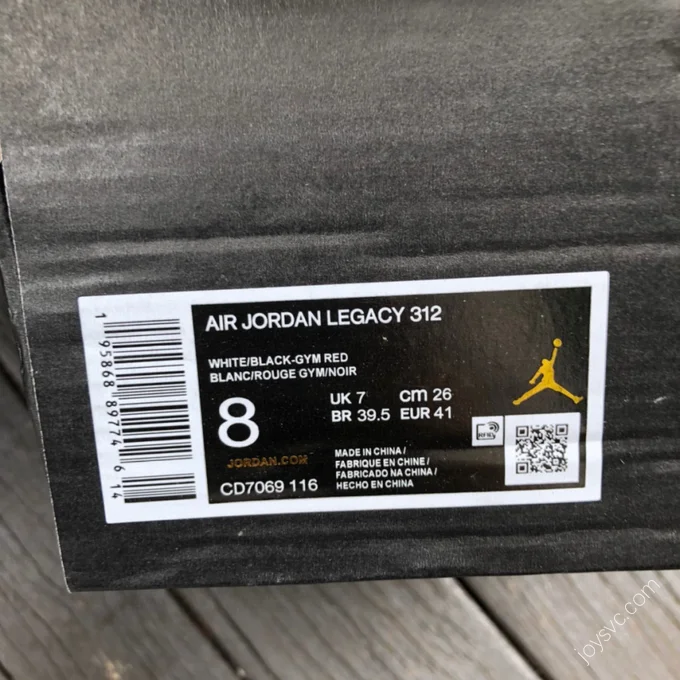 AIR JORDAN LEGACY 312
WHITE/BLACK-GYM RED
BLANC/ROUGE GYM/NOIR
8
UK 7 cm 26
BR 39.5 EUR 41
JORDAN.COM
CD7069 116
MADE IN CHINA /
FABRIQUE EN CHINE /
FABRICADO NA CHINA /
HECHO EN CHINA
RFID
1 95868 89774 6 14
joysvc.com